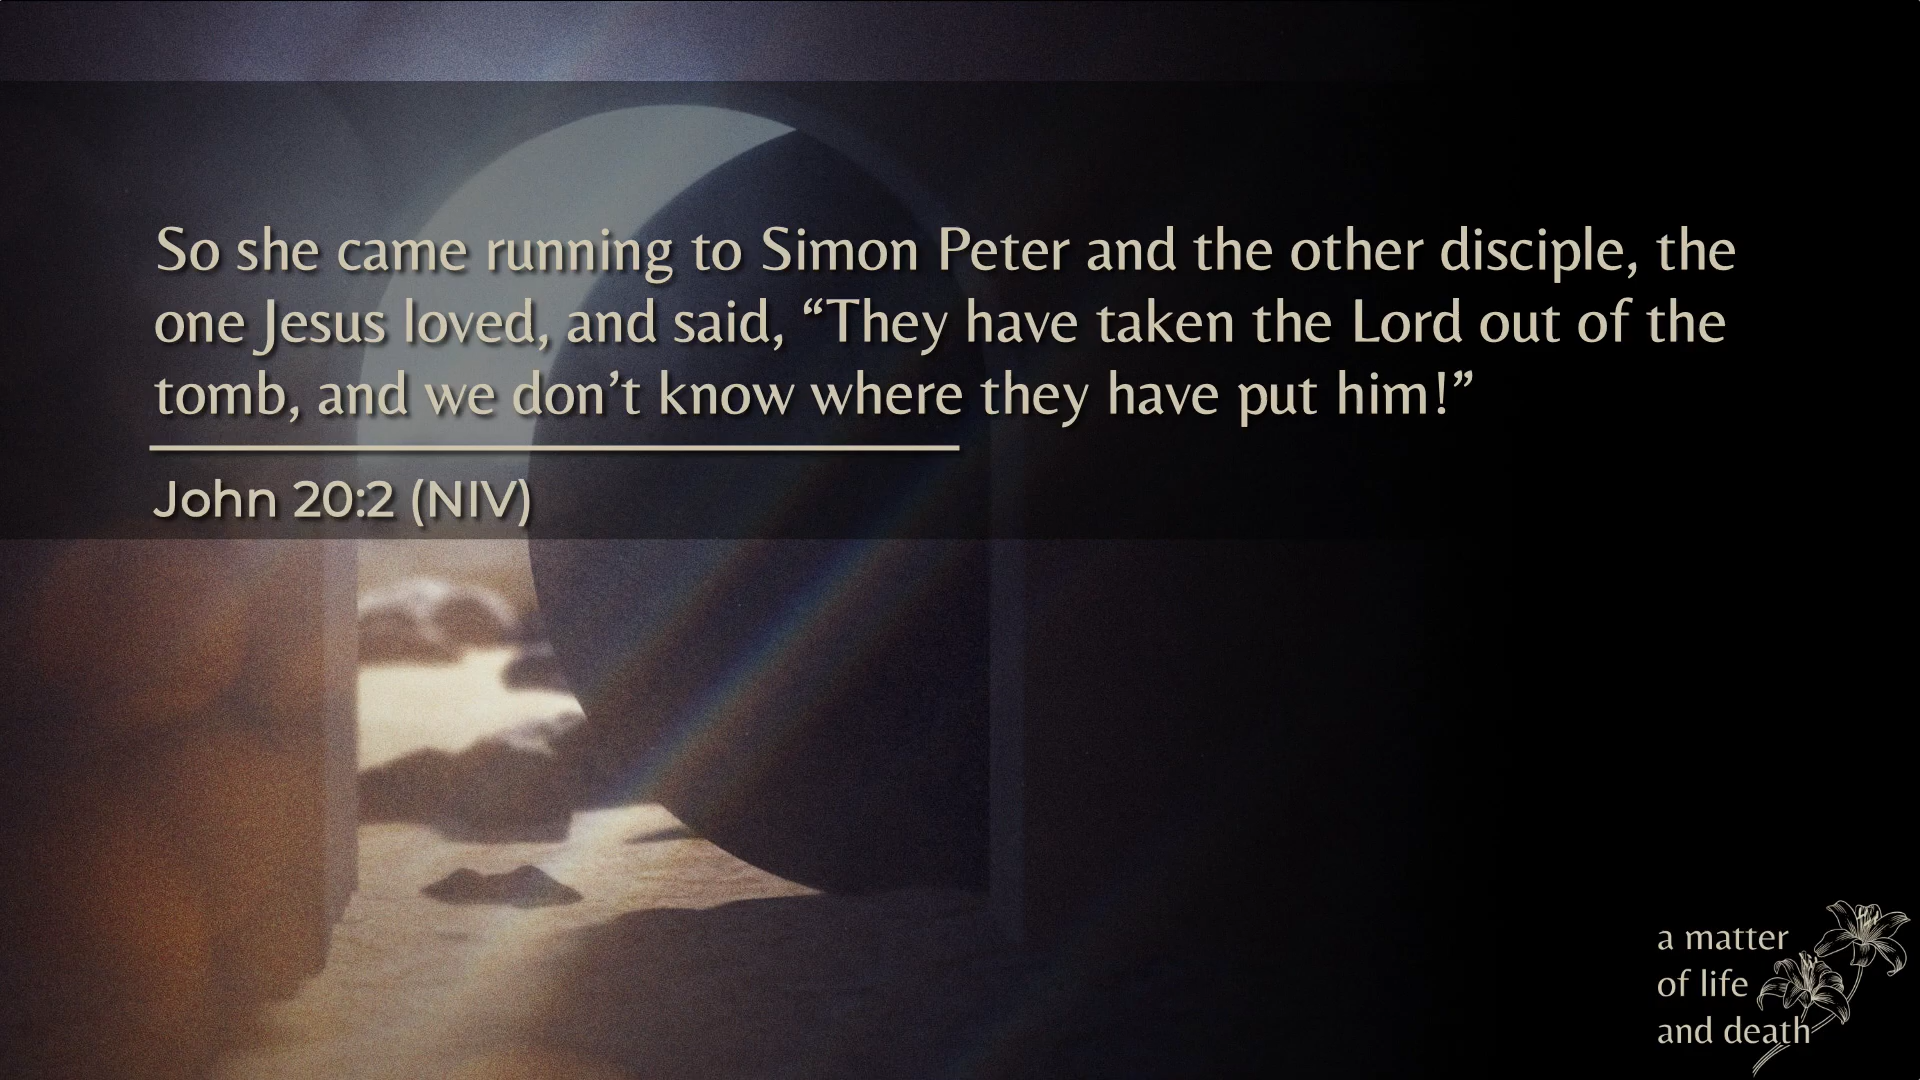 So she came running to Simon Peter and the other disciple, the
one Jesus loved, and said, “They have taken the Lord out of the
tomb, and we don’t know where they have put him!”
John 20:2 (NIV)
a matter
of life
and death